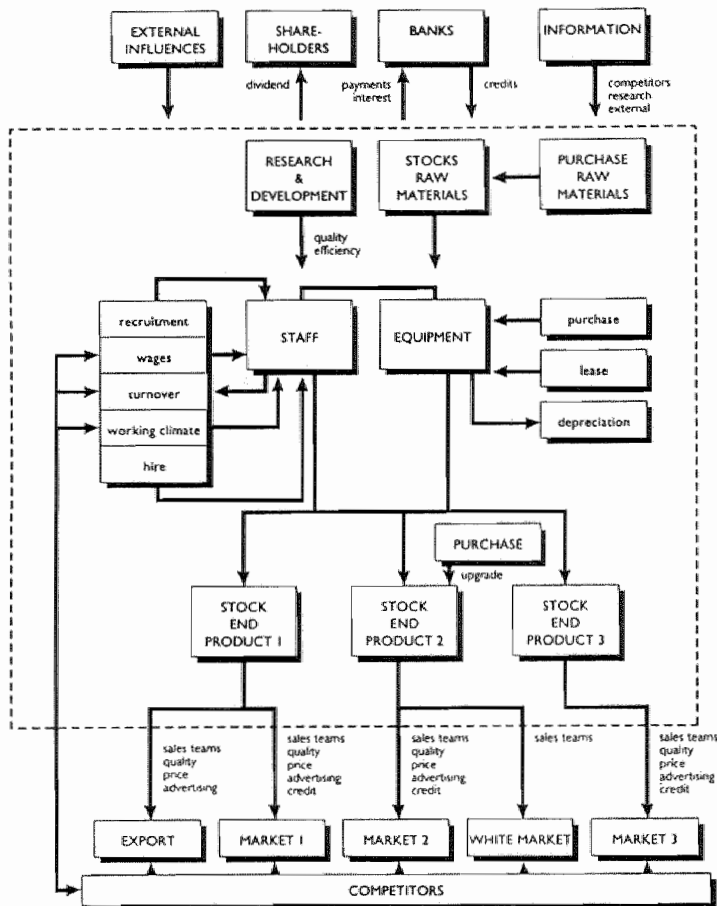 EXTERNAL
INFLUENCES
SHARE-
HOLDERS
BANKS
INFORMATION
dividend
payments
interest
credits
competitors
research
external
RESEARCH
&
DEVELOPMENT
STOCKS
RAW
MATERIALS
PURCHASE
RAW
MATERIALS
quality
efficiency
recruitment
wages
turnover
working climate
hire
STAFF
EQUIPMENT
purchase
lease
depreciation
PURCHASE
upgrade
STOCK
END
PRODUCT 1
STOCK
END
PRODUCT 2
STOCK
END
PRODUCT 3
sales teams
quality
price
advertising
sales teams
quality
price
advertising
credit
sales teams
quality
price
advertising
credit
sales teams
sales teams
quality
price
advertising
credit
EXPORT
MARKET 1
MARKET 2
WHITE MARKET
MARKET 3
COMPETITORS